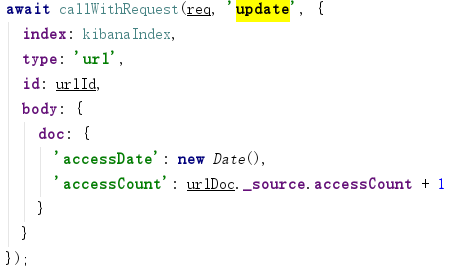 await callWithRequest(req, 'update', {
  index: kibanaIndex,
  type: 'url',
  id: urlId,
  body: {
    doc: {
      'accessDate': new Date(),
      'accessCount': urlDoc._source.accessCount + 1
    }
  }
});